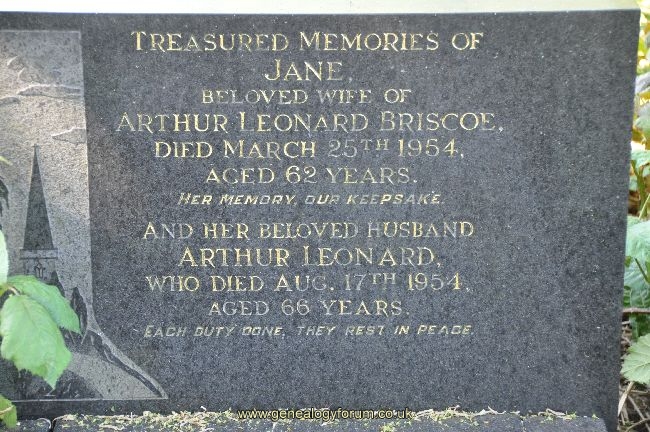 TREASURED MEMORIES OF
JANE,
BELOVED WIFE OF
ARTHUR LEONARD BRISCOE,
DIED MARCH 25TH 1954,
AGED 62 YEARS.
HER MEMORY, OUR KEEPSAKE.
AND HER BELOVED HUSBAND
ARTHUR LEONARD,
WHO DIED AUG. 17TH 1954,
AGED 66 YEARS.
EACH DUTY DONE, THEY REST IN PEACE.
www.genealogyforum.co.uk